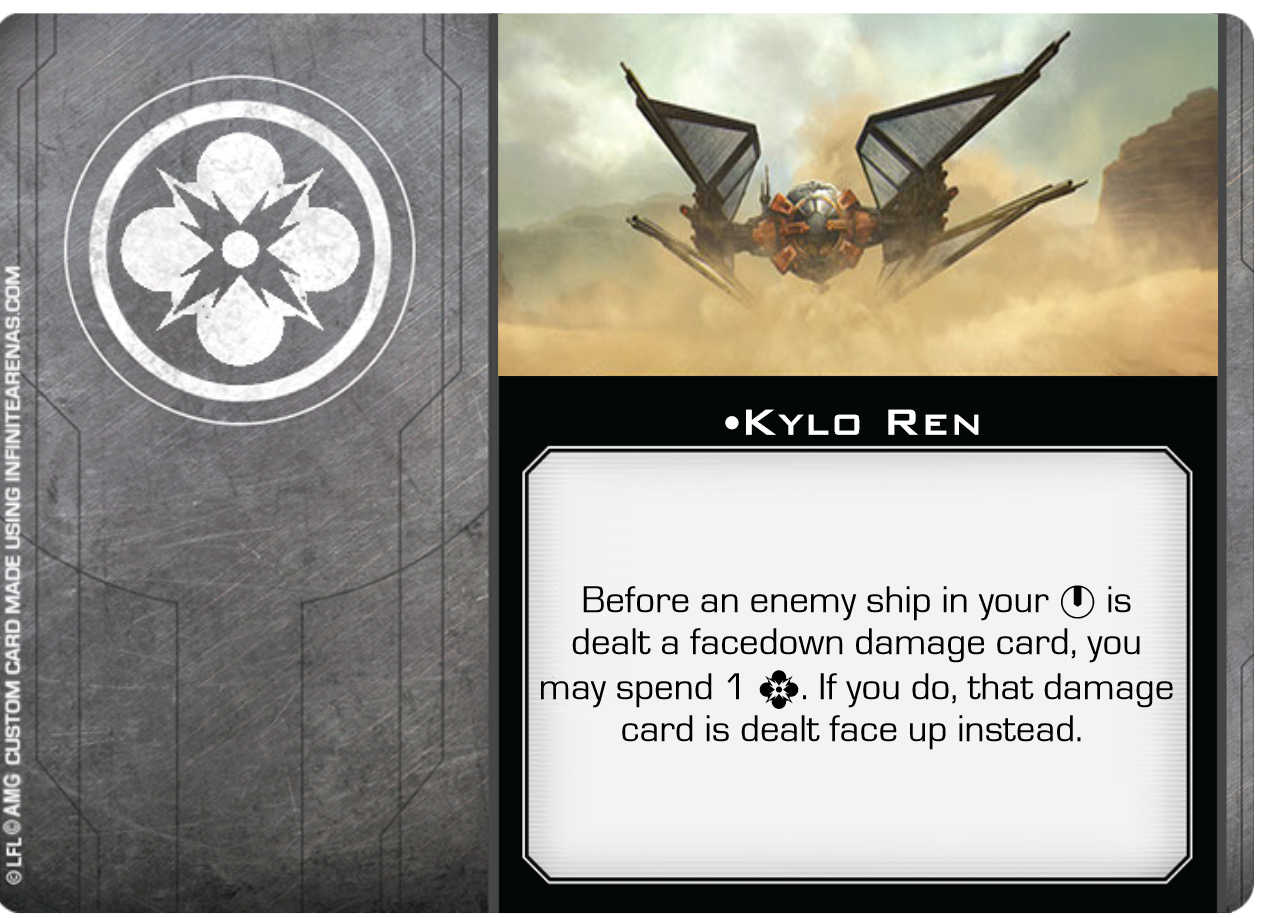 •Kylo Ren
Before an enemy ship in your is
dealt a facedown damage card, you
may spend 1 . If you do, that damage
card is dealt face up instead.
© LFL © AMG CUSTOM CARD MADE USING INFINITEARENAS.COM